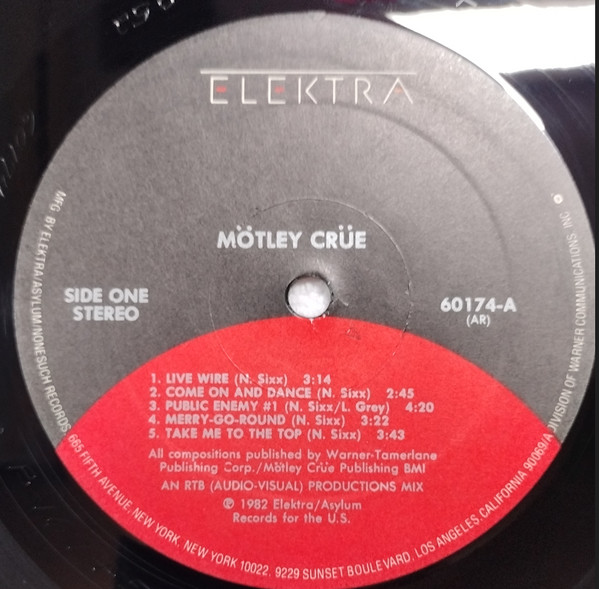 ELEKTRA
MÖTLEY CRÜE
SIDE ONE
STEREO
60174-A
(AR)
1. LIVE WIRE (N. Sixx) 3:14
2. COME ON AND DANCE (N. Sixx) 2:45
3. PUBLIC ENEMY #1 (N. Sixx/L. Grey) 4:20
4. MERRY-GO-ROUND (N. Sixx) 3:22
5. TAKE ME TO THE TOP (N. Sixx) 3:43
All compositions published by Warner-Tamerlane
Publishing Corp./Mötley Crüe Publishing BMI
AN RTB (AUDIO-VISUAL) PRODUCTIONS MIX
℗ 1982 Elektra/Asylum
Records for the U.S.
MFG. BY ELEKTRA/ASYLUM/NONESUCH RECORDS, 665 FIFTH AVENUE, NEW YORK, NEW YORK 10022. 9229 SUNSET BOULEVARD, LOS ANGELES, CALIFORNIA 90069/A DIVISION OF WARNER COMMUNICATIONS, INC.